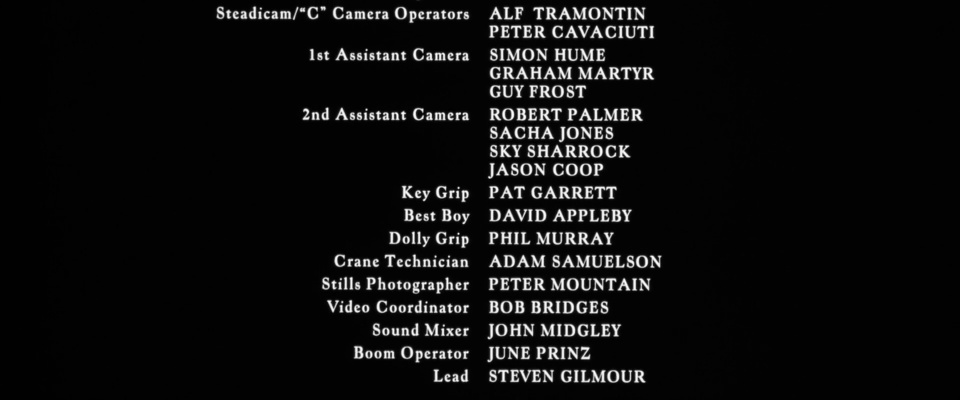 Steadicam/“C” Camera Operators ALF TRAMONTIN
PETER CAVACIUTI
1st Assistant Camera SIMON HUME
GRAHAM MARTYR
GUY FROST
2nd Assistant Camera ROBERT PALMER
SACHA JONES
SKY SHARROCK
JASON COOP
Key Grip PAT GARRETT
Best Boy DAVID APPLEBY
Dolly Grip PHIL MURRAY
Crane Technician ADAM SAMUELSON
Stills Photographer PETER MOUNTAIN
Video Coordinator BOB BRIDGES
Sound Mixer JOHN MIDGLEY
Boom Operator JUNE PRINZ
Lead STEVEN GILMOUR